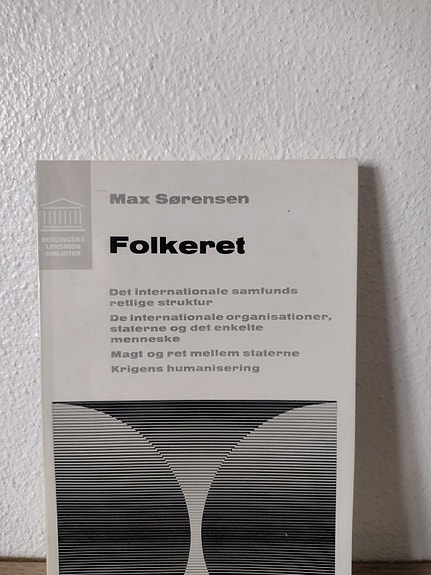 Max Sørensen
BERLINGSKE
LEKSIKON
BIBLIOTEK
Folkeret
Det internationale samfunds
retlige struktur
De internationale organisationer,
staterne og det enkelte
menneske
Magt og ret mellem staterne
Krigens humanisering